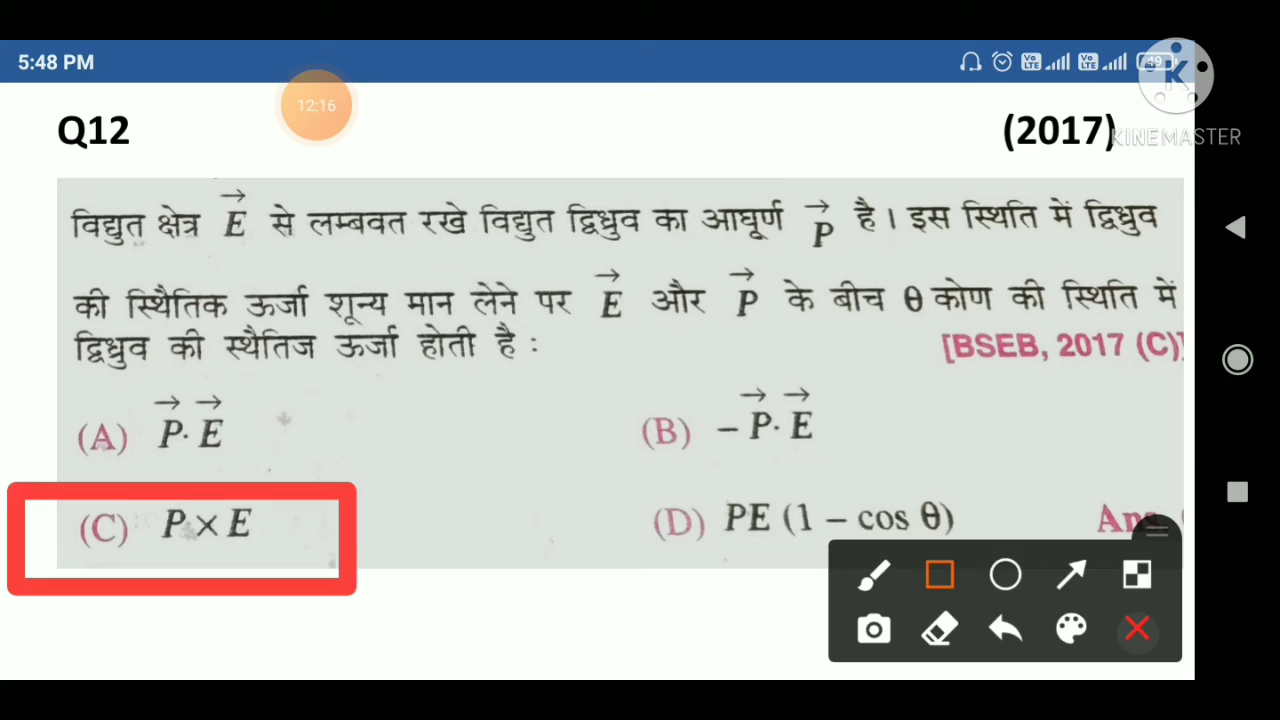 5:48 PM
12:16
49
KINEMASTER
Q12 (2017)
विद्युत क्षेत्र E→ से लम्बवत रखे विद्युत द्विध्रुव का आघूर्ण P→ है। इस स्थिति में द्विध्रुव
की स्थितिक ऊर्जा शून्य मान लेने पर E→ और P→ के बीच θ कोण की स्थिति में
द्विध्रुव की स्थैतिज ऊर्जा होती है :
[BSEB, 2017 (C)]
(A) P→· E→ (B) – P→· E→
(C) P × E (D) PE (1 – cos θ)